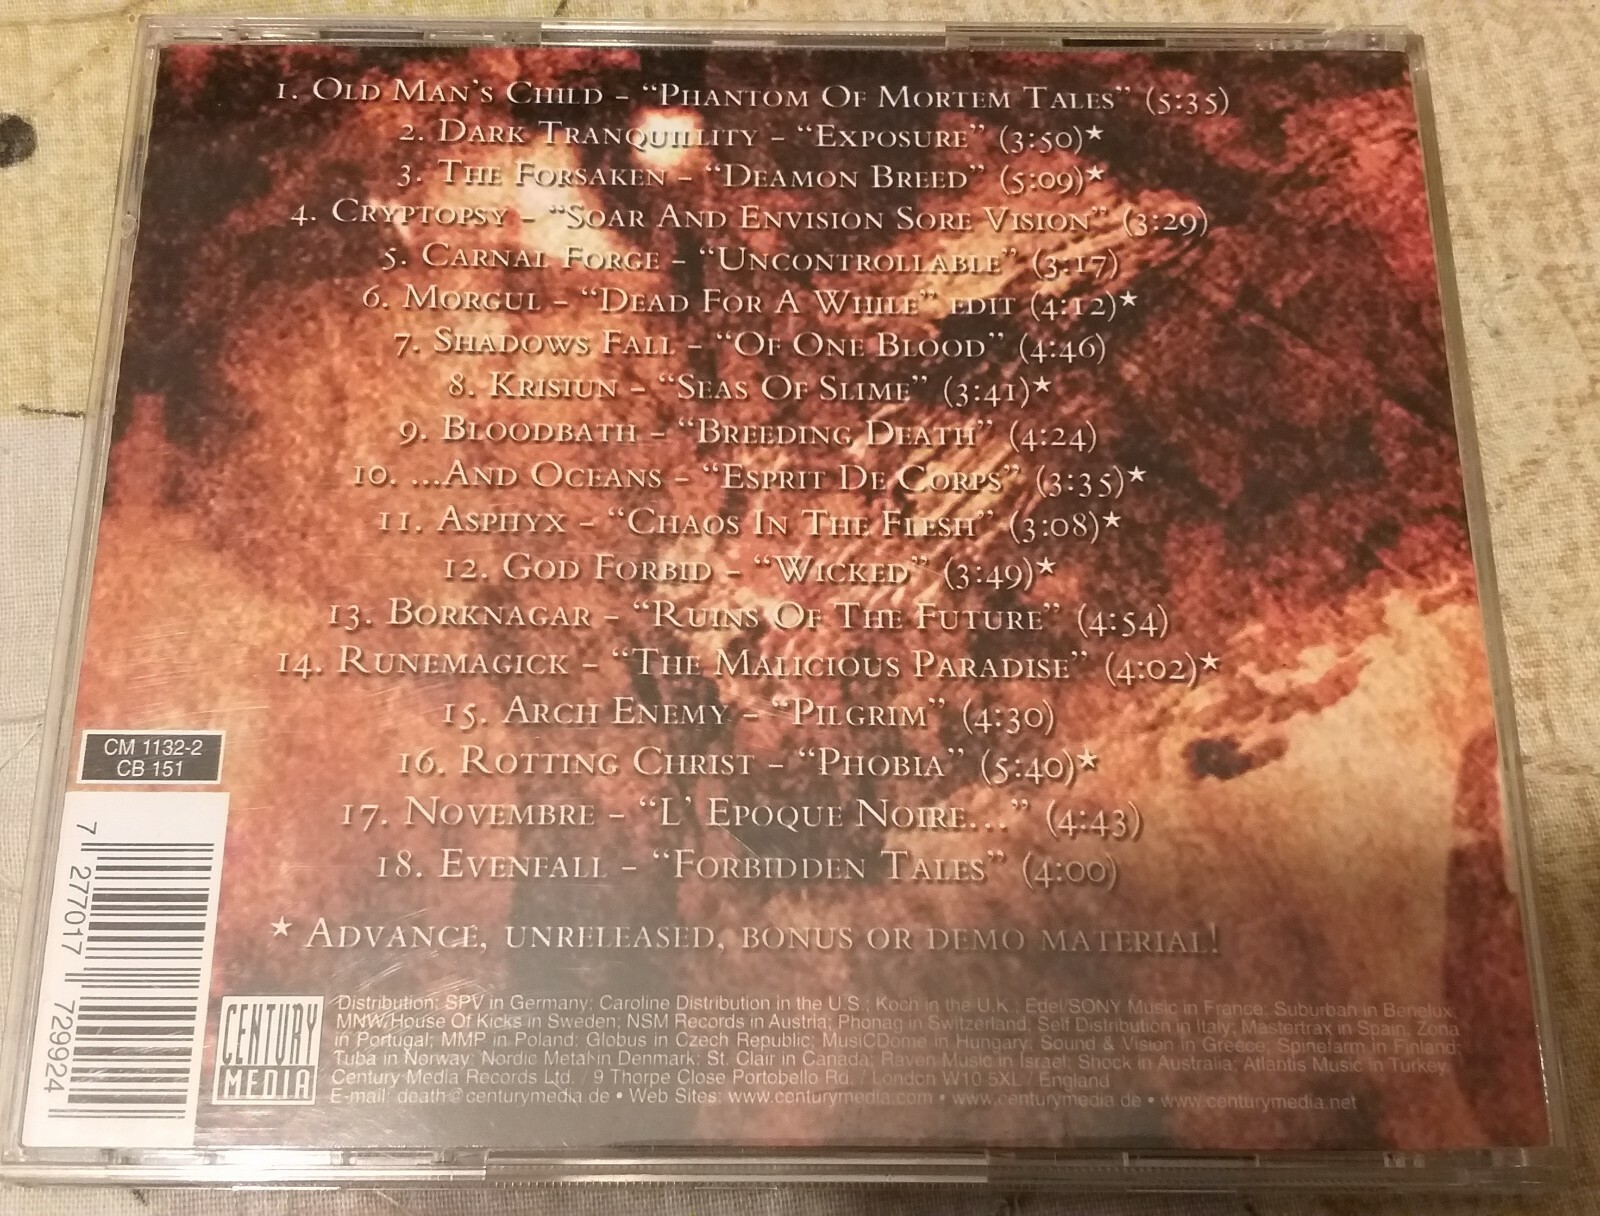 1. Old Man's Child – "Phantom Of Mortem Tales" (5:35)
2. Dark Tranquillity – "Exposure" (3:50)★
3. The Forsaken – "Deamon Breed" (5:09)★
4. Cryptopsy – "Soar And Envision Sore Vision" (3:29)
5. Carnal Forge – "Uncontrollable" (3:17)
6. Morgul – "Dead For A While" edit (4:12)★
7. Shadows Fall – "Of One Blood" (4:46)
8. Krisiun – "Seas Of Slime" (3:41)★
9. Bloodbath – "Breeding Death" (4:24)
10. ...And Oceans – "Esprit De Corps" (3:35)★
11. Asphyx – "Chaos In The Flesh" (3:08)★
12. God Forbid – "Wicked" (3:49)★
13. Borknagar – "Ruins Of The Future" (4:54)
14. Runemagick – "The Malicious Paradise" (4:02)★
15. Arch Enemy – "Pilgrim" (4:30)
16. Rotting Christ – "Phobia" (5:40)★
17. Novembre – "L' Epoque Noire..." (4:43)
18. Evenfall – "Forbidden Tales" (4:00)
★ Advance, unreleased, bonus or demo material!
CM 1132-2
CB 151
7 277017 729924
CENTURY
MEDIA
Distribution: SPV in Germany; Caroline Distribution in the U.S.; Koch in the U.K.; Edel/SONY Music in France; Suburban in Benelux;
MNW/House Of Kicks in Sweden; NSM Records in Austria; Phonag in Switzerland; Self Distribution in Italy; Mastertrax in Spain, Zona
in Portugal; MMP in Poland; Globus in Czech Republic; MusiCDome in Hungary; Sound & Vision in Greece; Spinefarm in Finland;
Tuba in Norway; Nordic Metal in Denmark; St. Clair in Canada; Raven Music in Israel; Shock in Australia; Atlantis Music in Turkey.
Century Media Records Ltd. / 9 Thorpe Close Portobello Rd. / London W10 5XL / England
E-mail: death@centurymedia.de • Web Sites: www.centurymedia.com • www.centurymedia.de • www.centurymedia.net